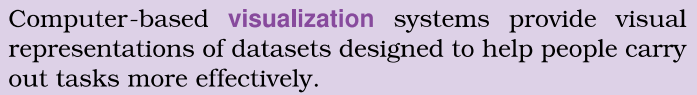 Computer-based visualization systems provide visual
representations of datasets designed to help people carry
out tasks more effectively.